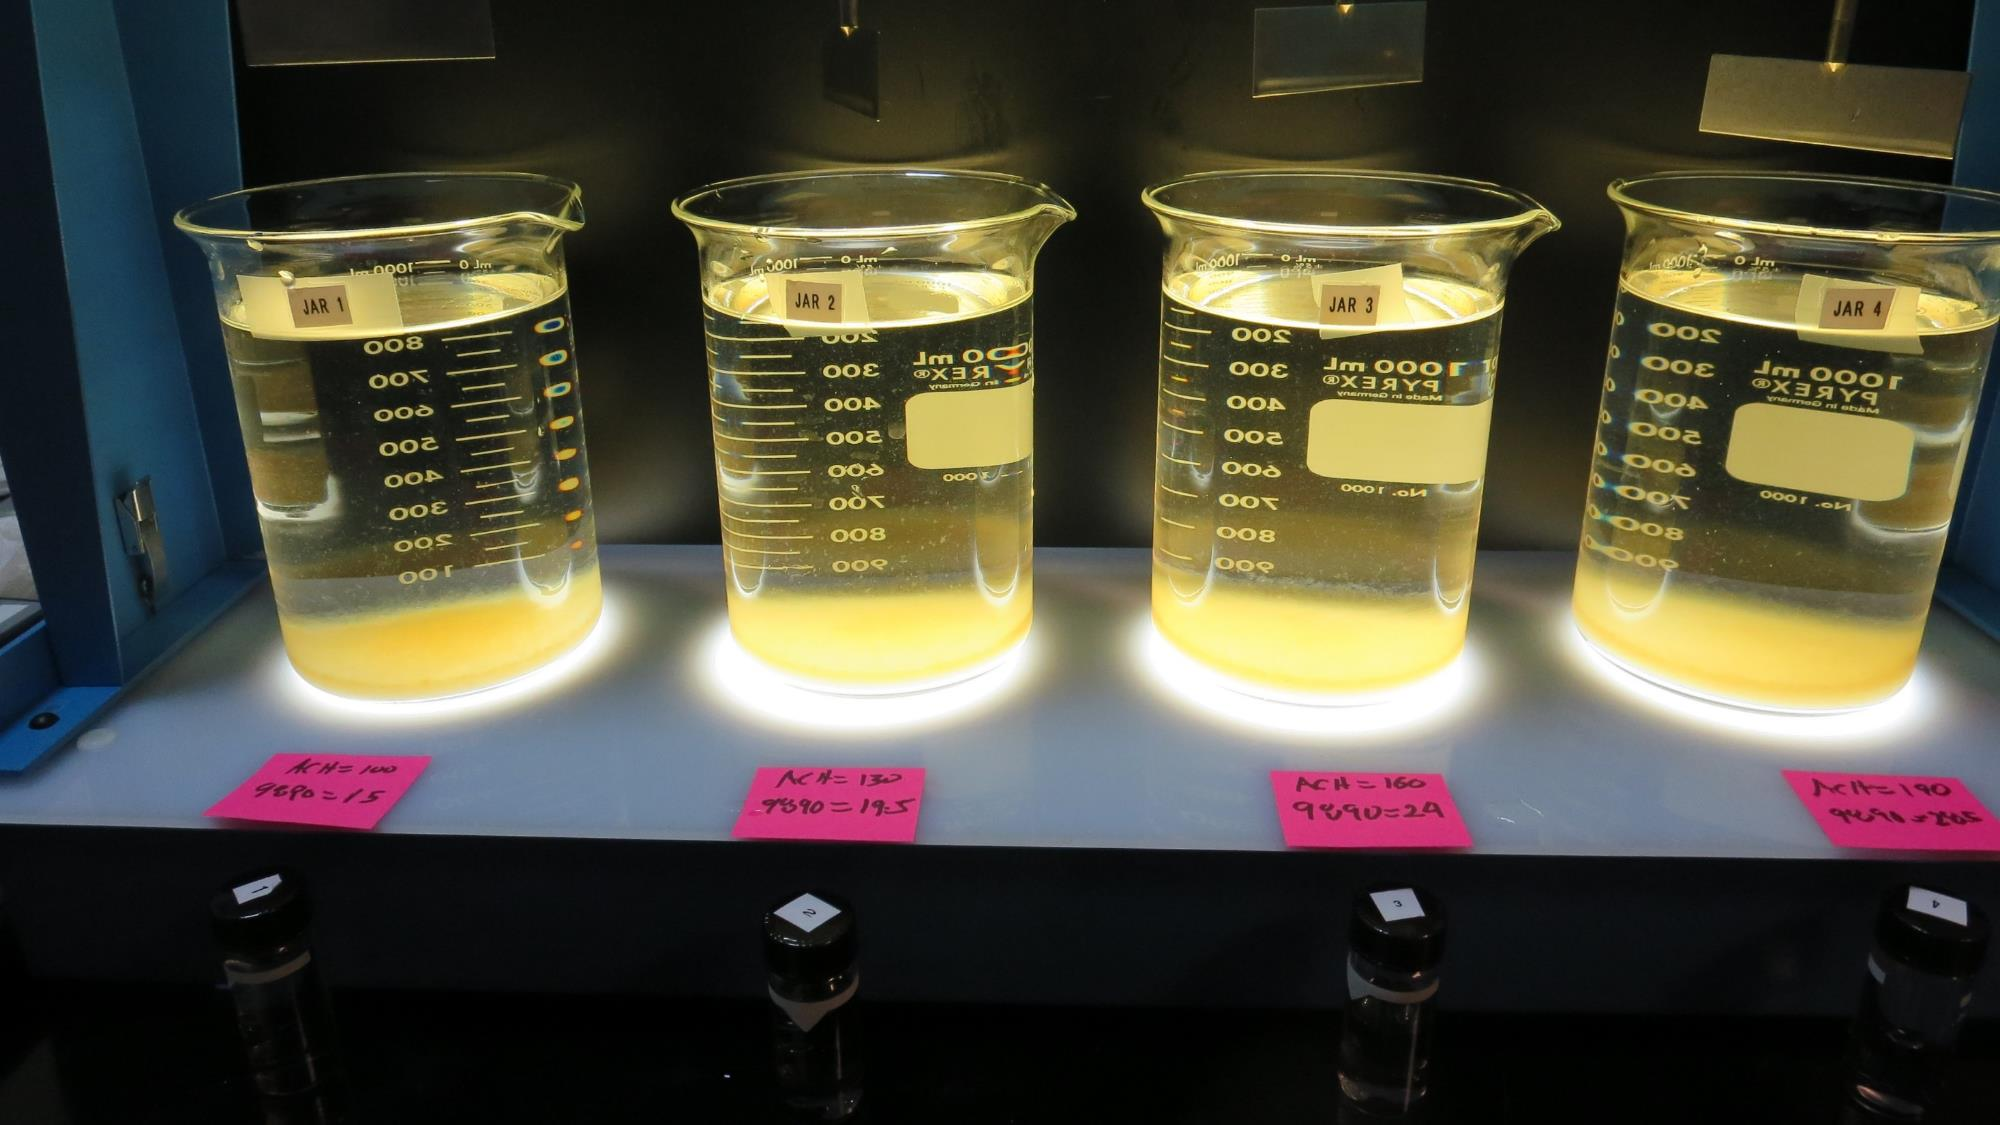 JAR 1
JAR 2
JAR 3
JAR 4
1000 ml
800
700
600
500
400
300
200
100
200
300
400
500
600
700
800
900
200
300
400
500
600
700
800
900
1000 mL
PYREX®
Made in Germany
No. 1000
200
300
400
500
600
700
800
900
1000 mL
PYREX®
Made in Germany
No. 1000
ACH = 100
9890 = 15
ACH = 130
9890 = 19.5
ACH = 160
9890 = 24
ACH = 190
1
2
3
4